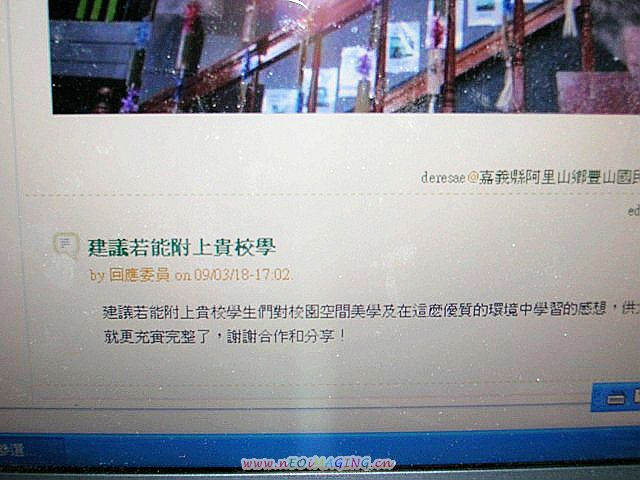 deresae@嘉義縣阿里山鄉豐山國民
ed
建議若能附上貴校學
by 回應委員 on 09/03/18-17:02
建議若能附上貴校學生們對校園空間美學及在這麼優質的環境中學習的感想，供大
就更充實完整了，謝謝合作和分享！
www.nEOiMAGING.cn